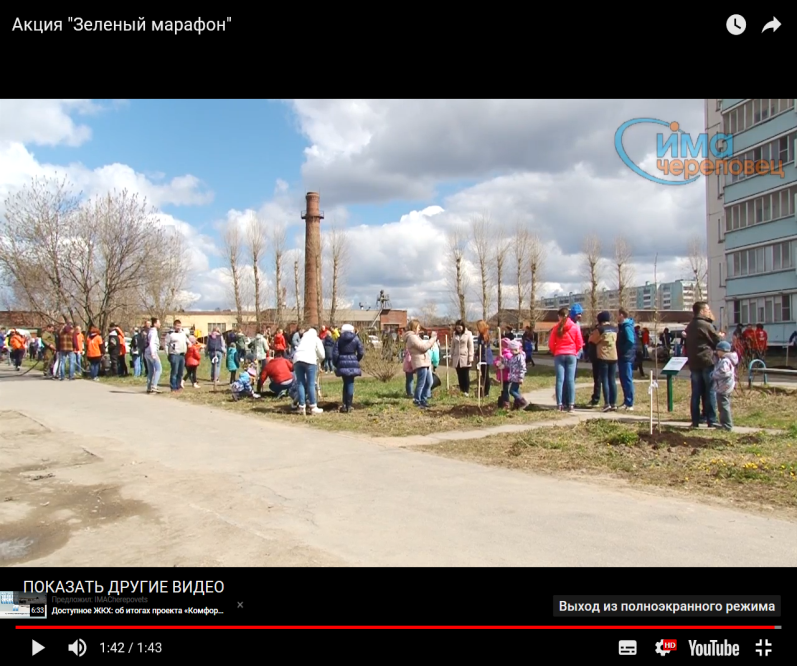 Акция "Зеленый марафон"
има
череповец
ПОКАЗАТЬ ДРУГИЕ ВИДЕО
Предложил: IMACherepovets
6:33
Доступное ЖКХ: об итогах проекта «Комфор...
×
Выход из полноэкранного режима
1:42 / 1:43
HD
YouTube